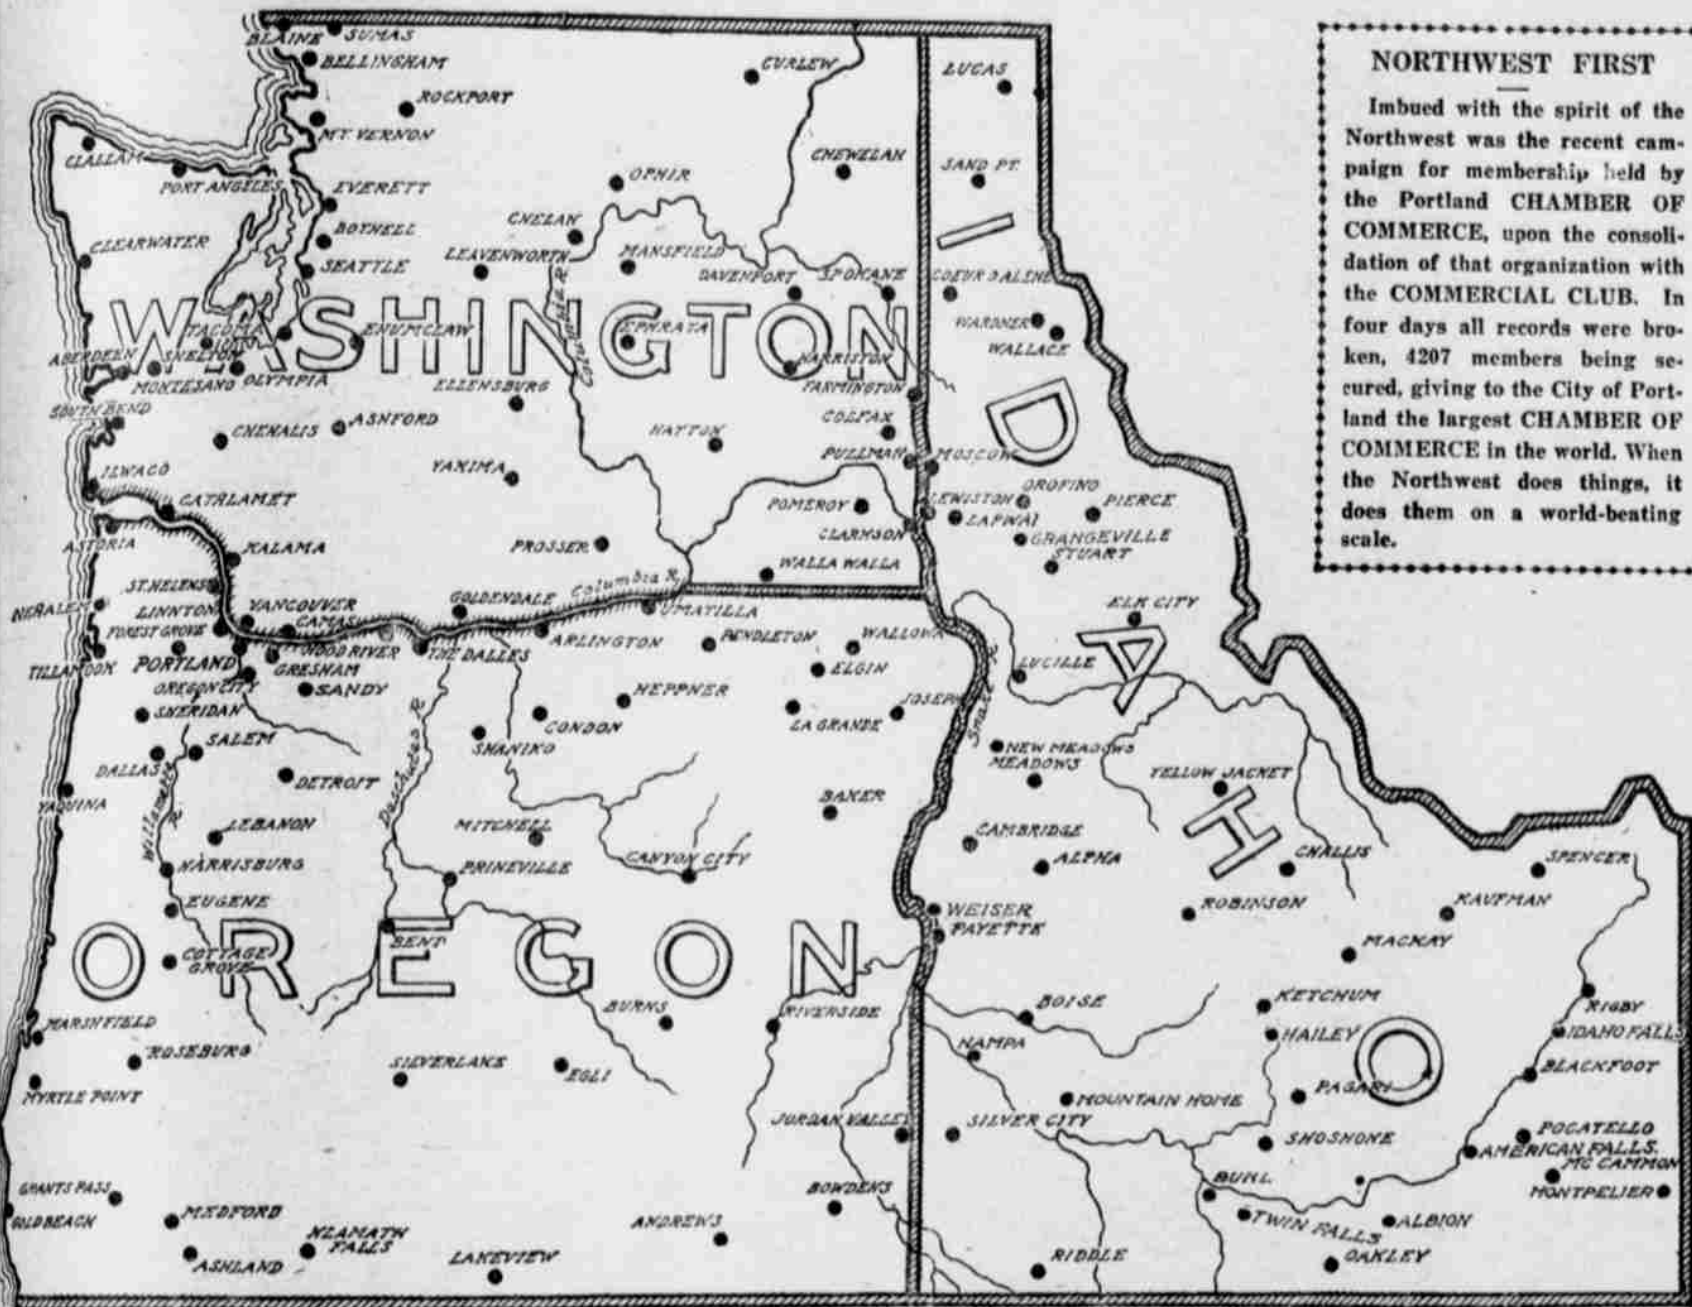 BLAINE
SUMAS
BELLINGHAM
ROCKPORT
MT. VERNON
CURLEW
LUCAS
CLALLAM
PORT ANGELES
EVERETT
OPHIR
CHEWELAH
SAND PT.
BOTHELL
CHELAN
CLEARWATER
SEATTLE
LEAVENWORTH
MANSFIELD
DAVENPORT
SPOKANE
COEUR D ALENE
Columbia R.
WASHINGTON
TACOMA
ENUMCLAW
EPHRATA
WARDNER
WALLACE
ABERDEEN
SHELTON
HARRISTON
MONTESANO
OLYMPIA
ELLENSBURG
FARMINGTON
SOUTH BEND
CHEHALIS
ASHFORD
HATTON
COLFAX
PULLMAN
MOSCOW
ILWACO
YAKIMA
CATHLAMET
POMEROY
LEWISTON
OROFINO
PIERCE
LAPWAI
ASTORIA
KALAMA
PROSSER
CLARKSON
GRANGEVILLE
STUART
WALLA WALLA
ST. HELENS
NEHALEM
LINNTON
VANCOUVER
GOLDENDALE
Columbia R.
UMATILLA
ELK CITY
FOREST GROVE
CAMAS
ARLINGTON
PENDLETON
WALLOWA
TILLAMOOK
PORTLAND
HOOD RIVER
THE DALLES
GRESHAM
ELGIN
LUCILLE
OREGON CITY
SANDY
HEPPNER
JOSEPH
Snake R.
SHERIDAN
CONDON
LA GRANDE
SALEM
SHANIKO
NEW MEADOWS
MEADOWS
DALLAS
DETROIT
Deschutes R.
YELLOW JACKET
YAQUINA
Willamette R.
BAKER
LEBANON
MITCHELL
CAMBRIDGE
CANYON CITY
ALPHA
CHALLIS
SPENCER
HARRISBURG
PRINEVILLE
EUGENE
WEISER
PAYETTE
ROBINSON
KAUFMAN
BENT
MACKAY
COTTAGE
GROVE
OREGON
IDAHO
BURNS
RIVERSIDE
BOISE
KETCHUM
RIGBY
MARSHFIELD
HAILEY
IDAHO FALLS
ROSEBURG
SILVERLAKE
EGLI
NAMPA
BLACKFOOT
MYRTLE POINT
MOUNTAIN HOME
PAGARI
JORDAN VALLEY
SILVER CITY
SHOSHONE
POCATELLO
AMERICAN FALLS.
MC CAMMON
GRANTS PASS
BOWDENS
BUHL
MONTPELIER
GOLD BEACH
MEDFORD
KLAMATH
FALLS
ANDREWS
TWIN FALLS
ALBION
ASHLAND
LAKEVIEW
RIDDLE
OAKLEY
NORTHWEST FIRST
Imbued with the spirit of the
Northwest was the recent cam-
paign for membership held by
the Portland CHAMBER OF
COMMERCE, upon the consoli-
dation of that organization with
the COMMERCIAL CLUB. In
four days all records were bro-
ken, 4207 members being se-
cured, giving to the City of Port-
land the largest CHAMBER OF
COMMERCE in the world. When
the Northwest does things, it
does them on a world-beating
scale.